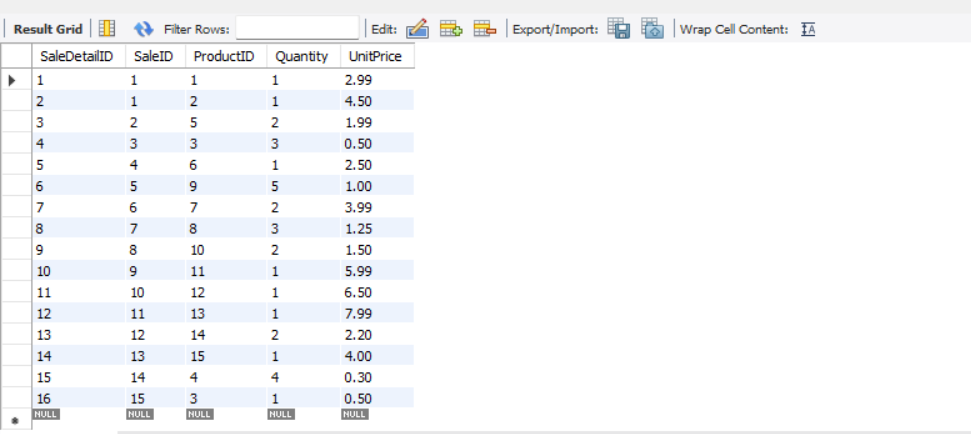 Result Grid Filter Rows: Edit: Export/Import: Wrap Cell Content: IA
SaleDetailID SaleID ProductID Quantity UnitPrice
1 1 1 1 2.99
2 1 2 1 4.50
3 2 5 2 1.99
4 3 3 3 0.50
5 4 6 1 2.50
6 5 9 5 1.00
7 6 7 2 3.99
8 7 8 3 1.25
9 8 10 2 1.50
10 9 11 1 5.99
11 10 12 1 6.50
12 11 13 1 7.99
13 12 14 2 2.20
14 13 15 1 4.00
15 14 4 4 0.30
16 15 3 1 0.50
NULL NULL NULL NULL NULL